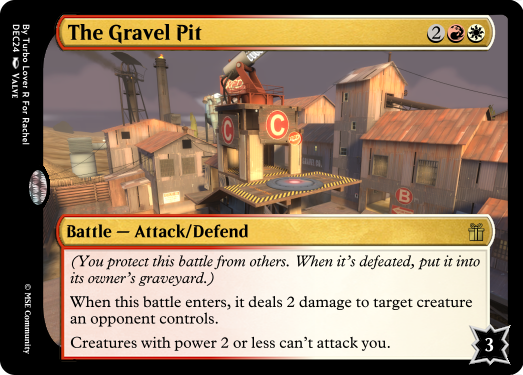 The Gravel Pit 2
C
C
B
Battle — Attack/Defend
(You protect this battle from others. When it's defeated, put it into
its owner's graveyard.)
When this battle enters, it deals 2 damage to target creature
an opponent controls.
Creatures with power 2 or less can't attack you.
3
By Turbo Lover R For Rachel
DEC24 VALVE
© MSE Community